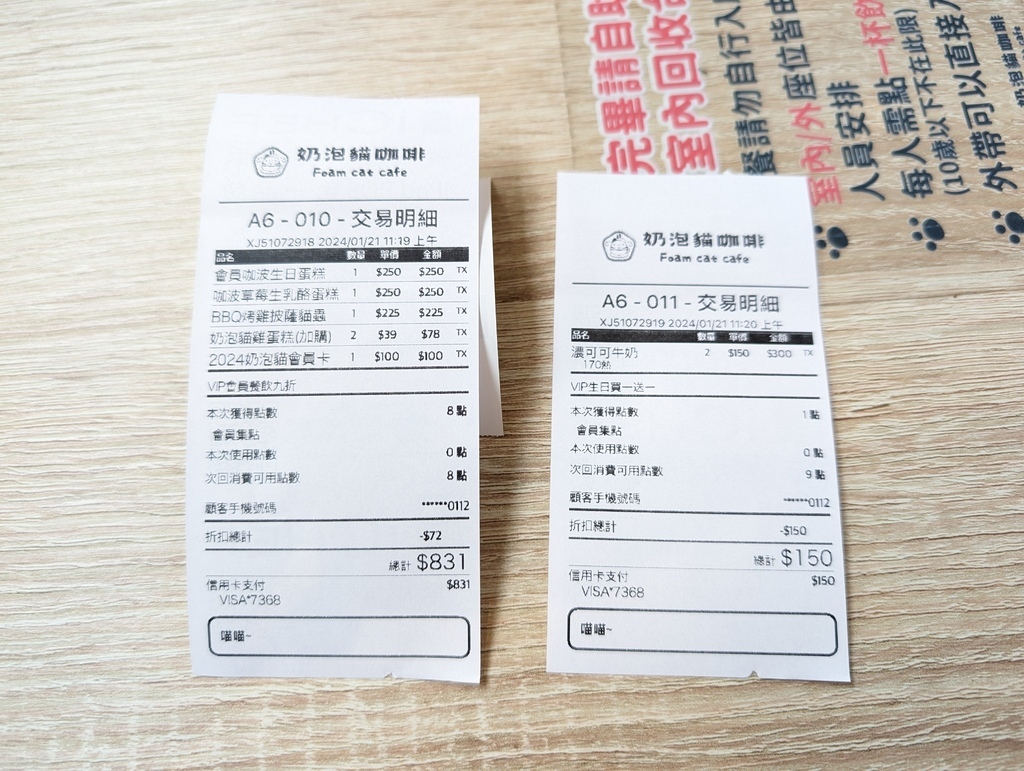 奶泡貓咖啡
Foam cat cafe
A6 - 010 - 交易明細
XJ51072918 2024/01/21 11:19 上午
品名 數量 單價 金額
會員咖波生日蛋糕 1 $250 $250 TX
咖波草莓生乳酪蛋糕 1 $250 $250 TX
BBQ烤雞披薩貓蟲 1 $225 $225 TX
奶泡貓雞蛋糕(加購) 2 $39 $78 TX
2024奶泡貓會員卡 1 $100 $100 TX
VIP會員餐飲九折
本次獲得點數 8 點
會員集點
本次使用點數 0 點
次回消費可用點數 8 點
顧客手機號碼 ******0112
折扣總計 -$72
總計 $831
信用卡支付 $831
VISA*7368
喵喵~
奶泡貓咖啡
Foam cat cafe
A6 - 011 - 交易明細
XJ51072919 2024/01/21 11:20 上午
品名 數量 單價 金額
濃可可牛奶 2 $150 $300 TX
170熱
VIP生日買一送一
本次獲得點數 1 點
會員集點
本次使用點數 0 點
次回消費可用點數 9 點
顧客手機號碼 ******0112
折扣總計 -$150
總計 $150
信用卡支付 $150
VISA*7368
喵喵~
完畢請自助
室內回收
餐請勿自行入
室內/外 座位皆由
人員安排
每人需點一杯飲
(10歲以下不在此限)
外帶可以直接
奶泡貓咖啡